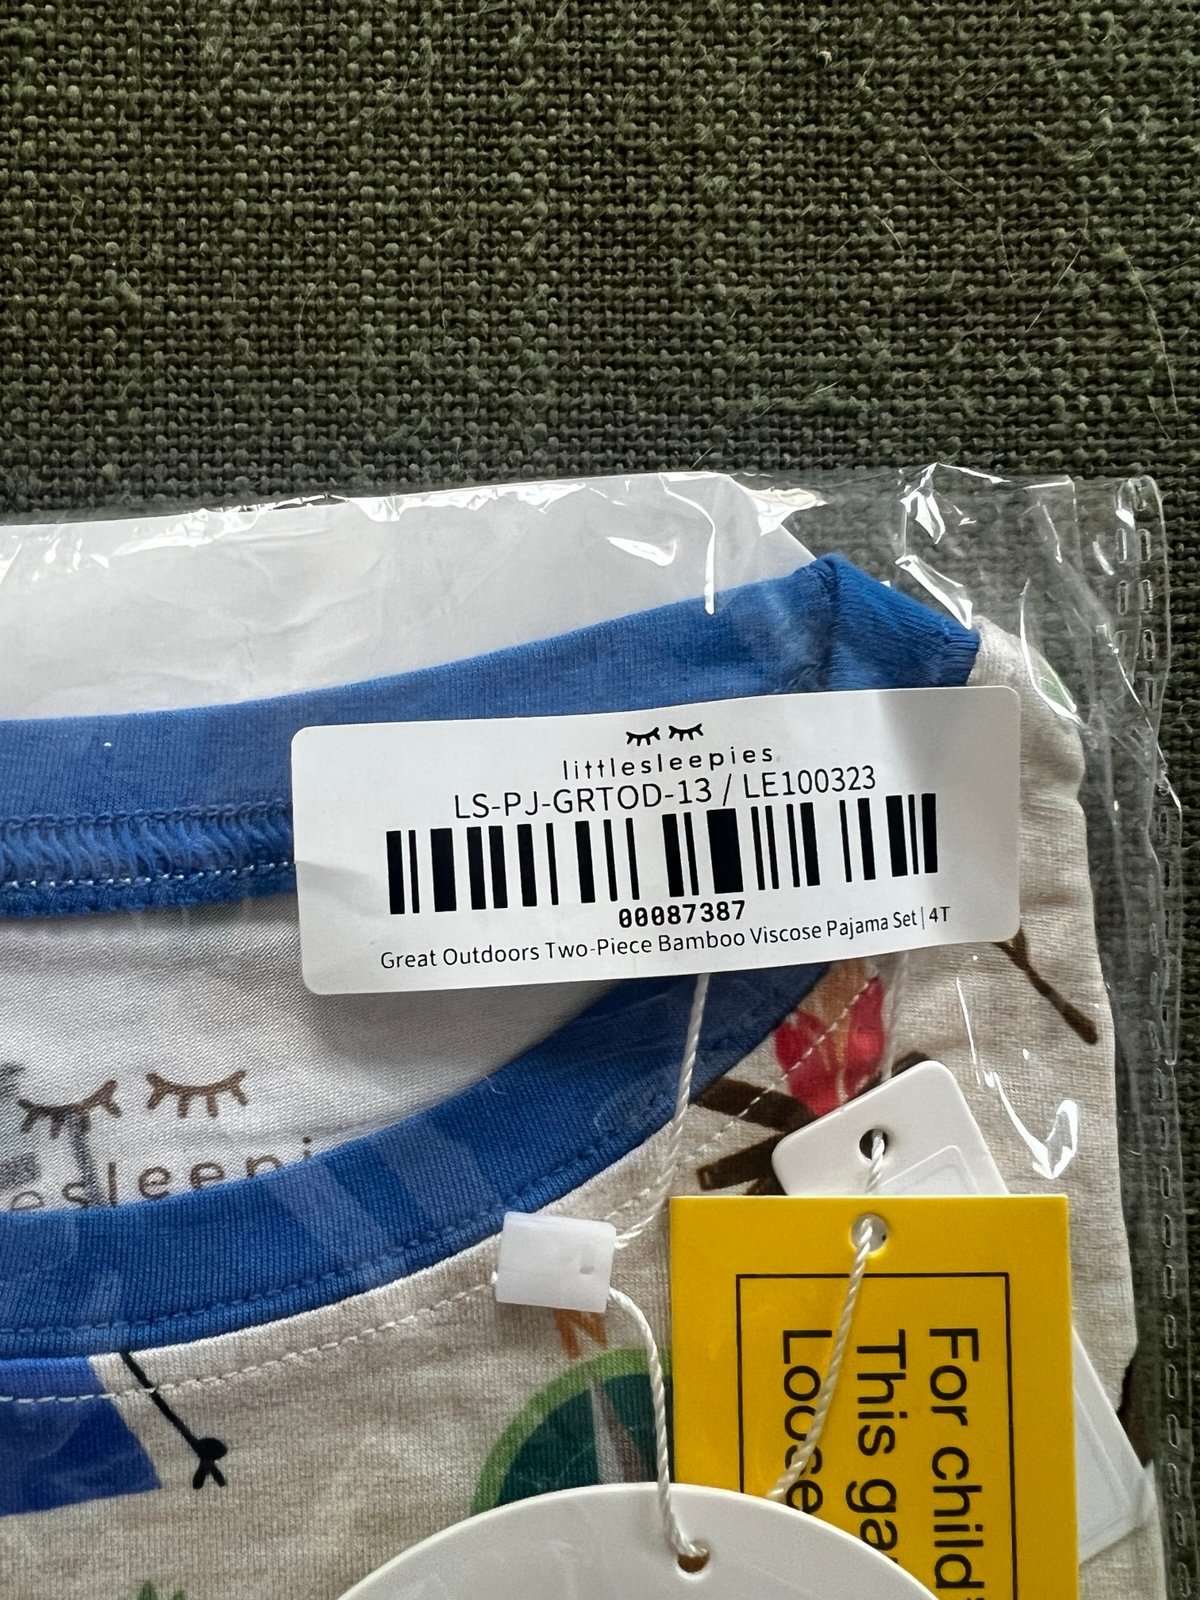 littlesleepies
LS-PJ-GRTOD-13 / LE100323
00087387
Great Outdoors Two-Piece Bamboo Viscose Pajama Set | 4T
esleepi
For child'
This ga
Loose